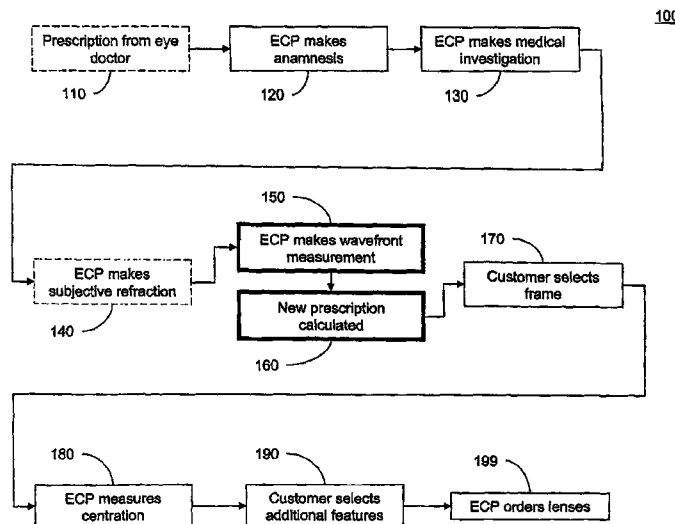 100
Prescription from eye
doctor
110
ECP makes
anamnesis
120
ECP makes medical
investigation
130
150
ECP makes wavefront
measurement
170
Customer selects
frame
ECP makes
subjective refraction
140
New prescription
calculated
160
180
ECP measures
centration
190
Customer selects
additional features
199
ECP orders lenses